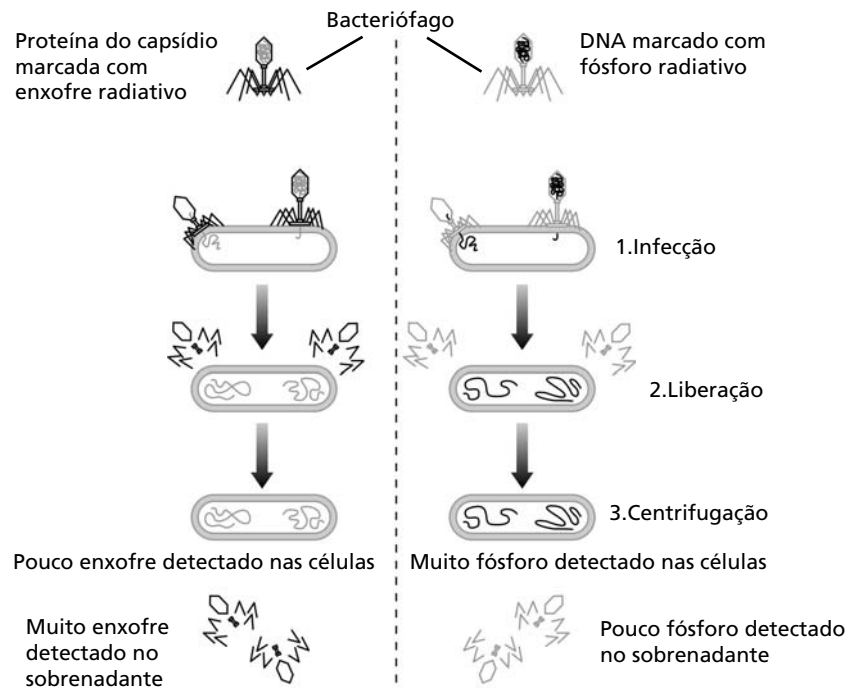 Bacteriófago
Proteína do capsídio
marcada com
enxofre radiativo
DNA marcado com
fósforo radiativo
1.Infecção
2.Liberação
3.Centrifugação
Pouco enxofre detectado nas células
Muito fósforo detectado nas células
Muito enxofre
detectado no
sobrenadante
Pouco fósforo detectado
no sobrenadante